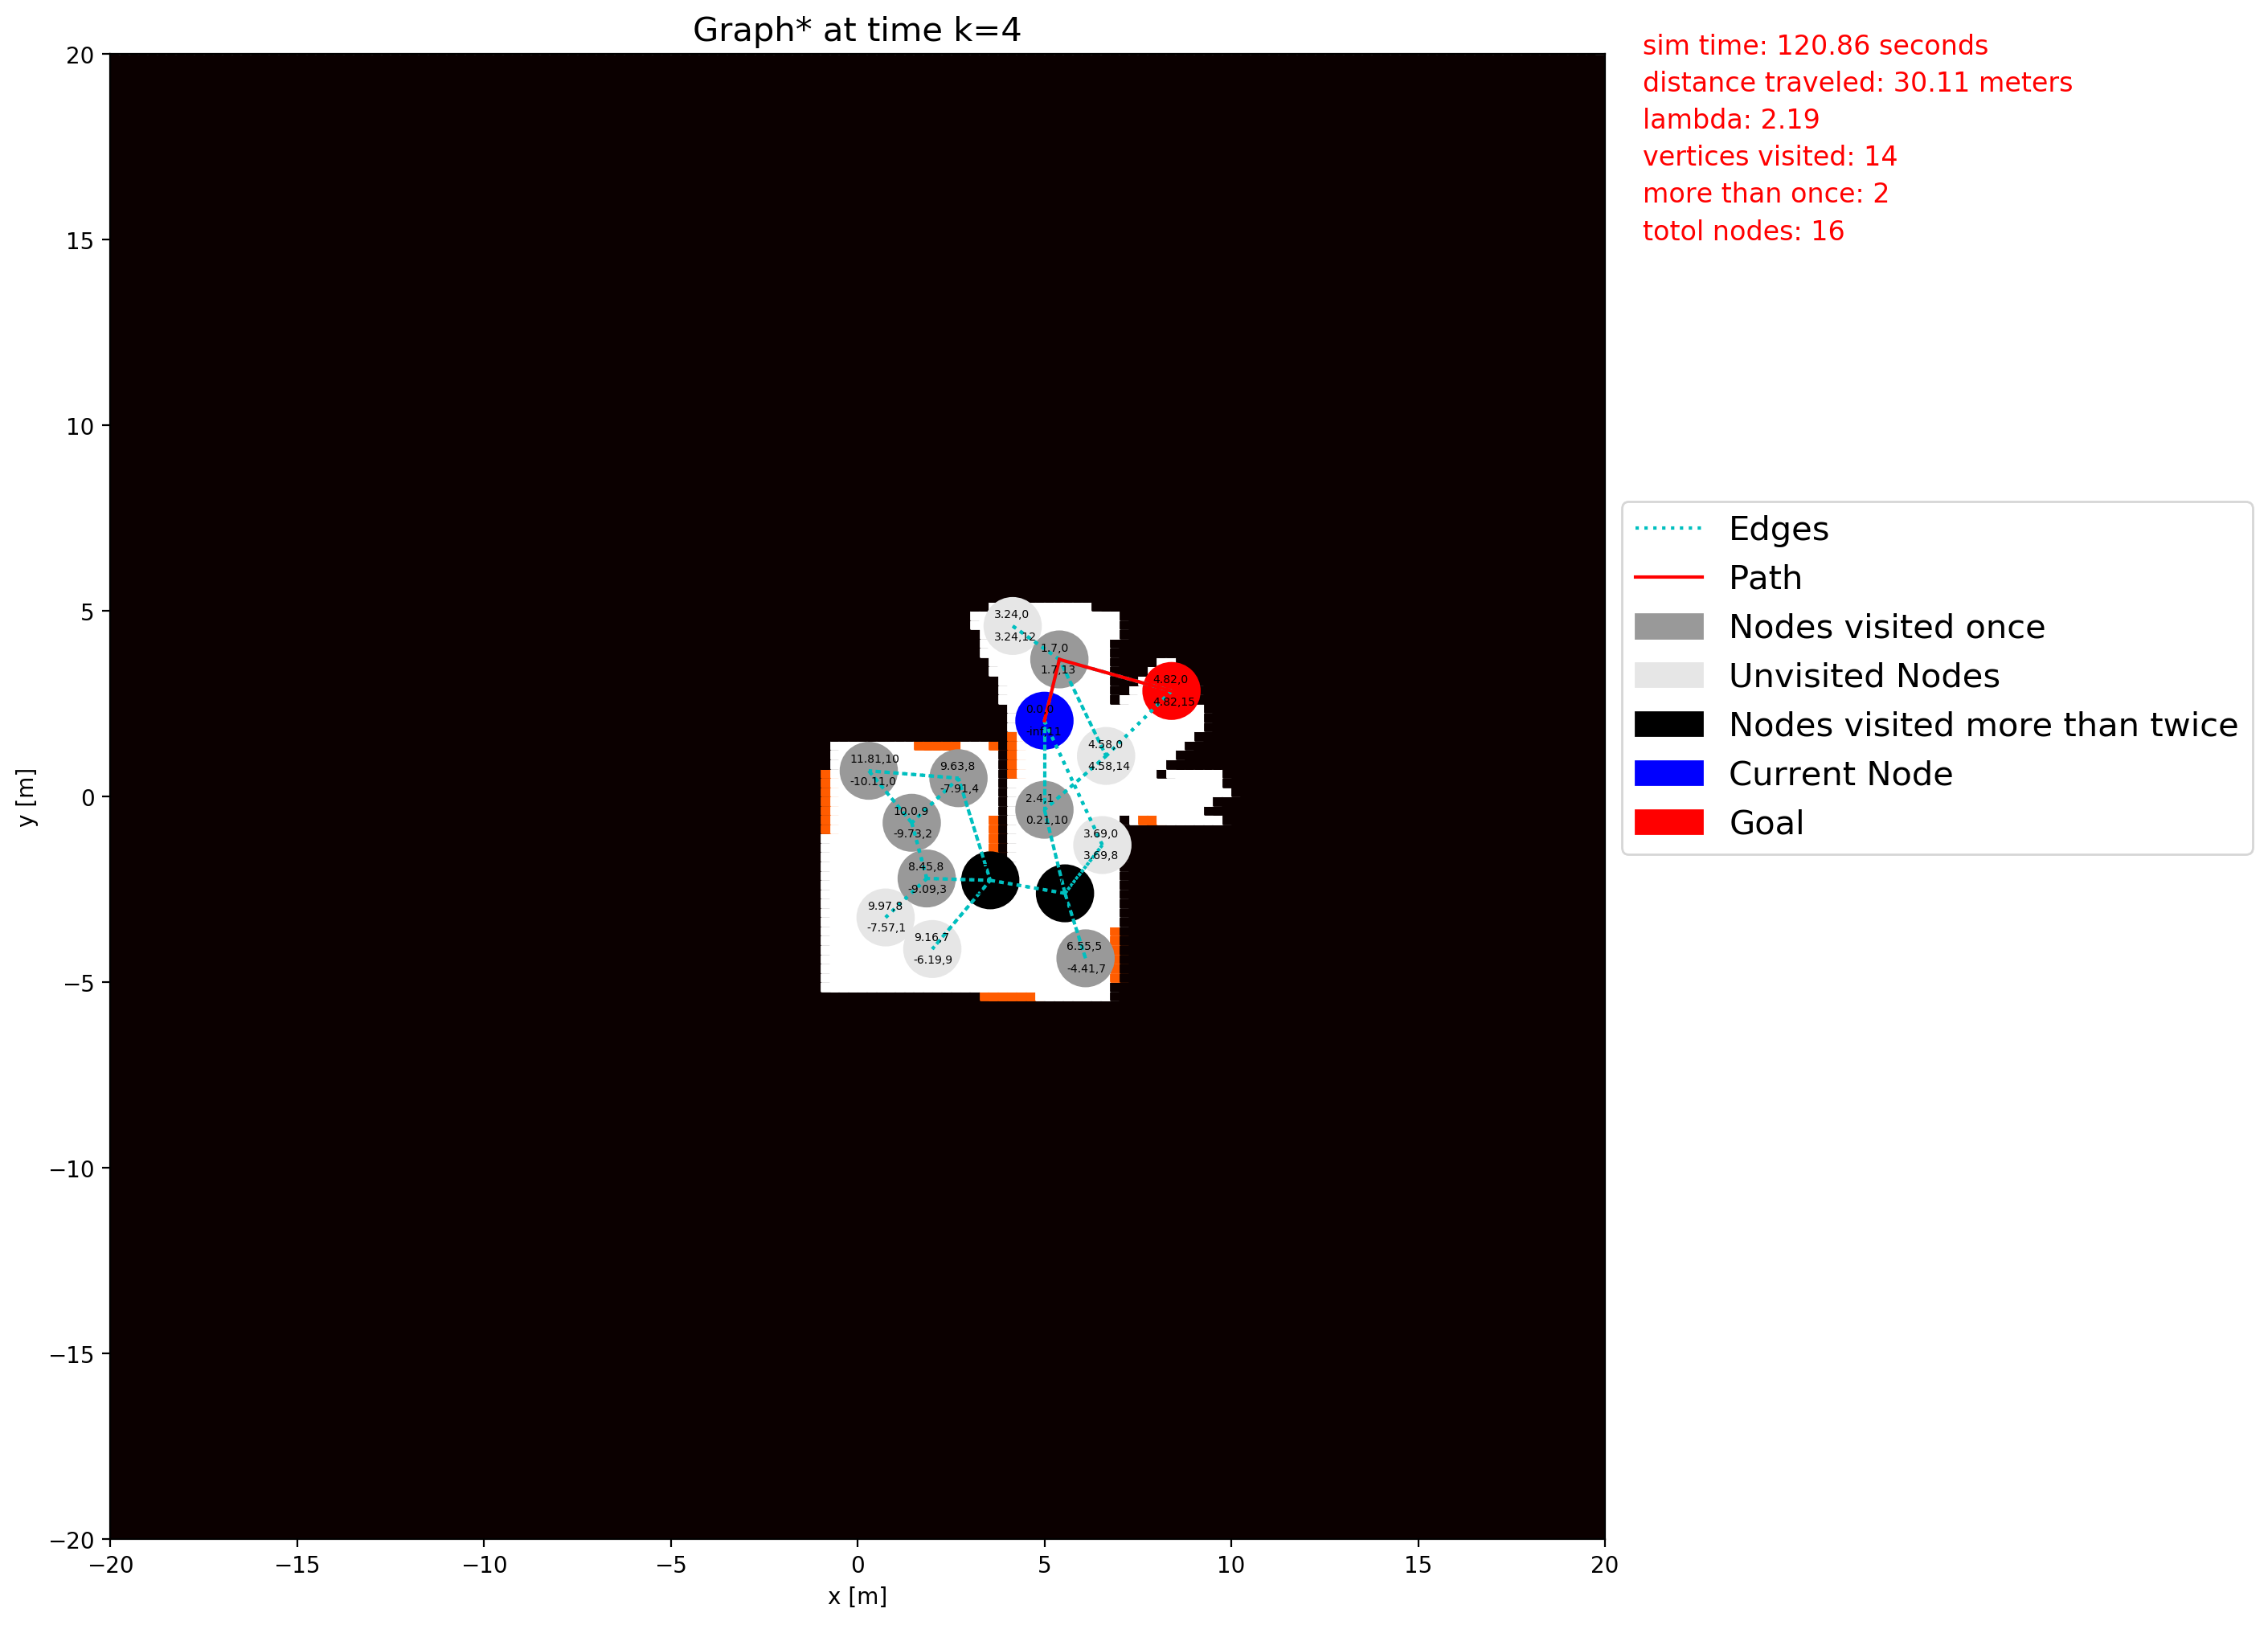 Graph* at time k=4
sim time: 120.86 seconds
distance traveled: 30.11 meters
lambda: 2.19
vertices visited: 14
more than once: 2
totol nodes: 16
20
15
10
5
0
−5
−10
−15
−20
y [m]
3.24,0
3.24,12
1.7,0
1.7,13
4.82,0
4.82,15
0.0,0
4.58,0
4.58,14
11.81,10
-10.11,0
9.63,8
-7.91,4
10.0,9
-9.73,2
2.4,1
0.21,10
3.69,0
3.69,8
8.45,8
-9.09,3
9.97,8
-7.57,1
9.16,7
-6.19,9
6.55,5
-4.41,7
Edges
Path
Nodes visited once
Unvisited Nodes
Nodes visited more than twice
Current Node
Goal
−20
−15
−10
−5
0
5
10
15
20
x [m]